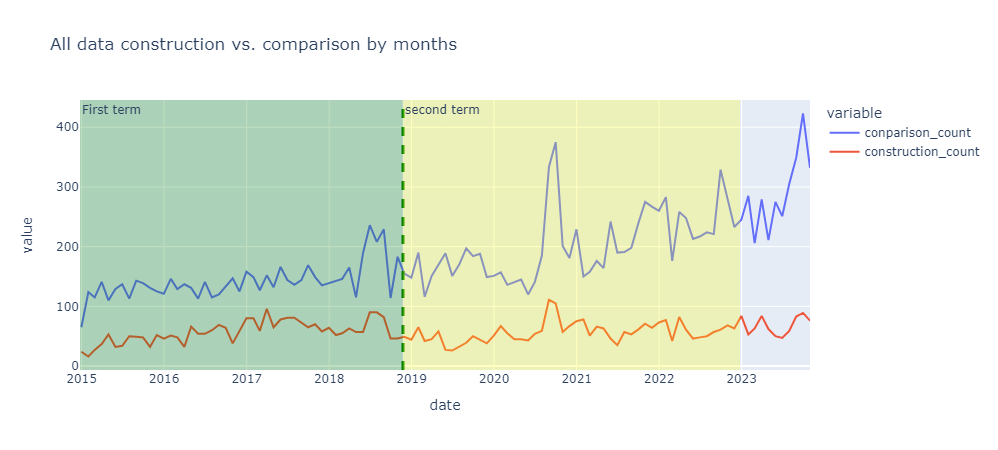 All data construction vs. comparison by months
First term
second term
variable
conparison_count
construction_count
400
300
200
100
0
value
2015 2016 2017 2018 2019 2020 2021 2022 2023
date